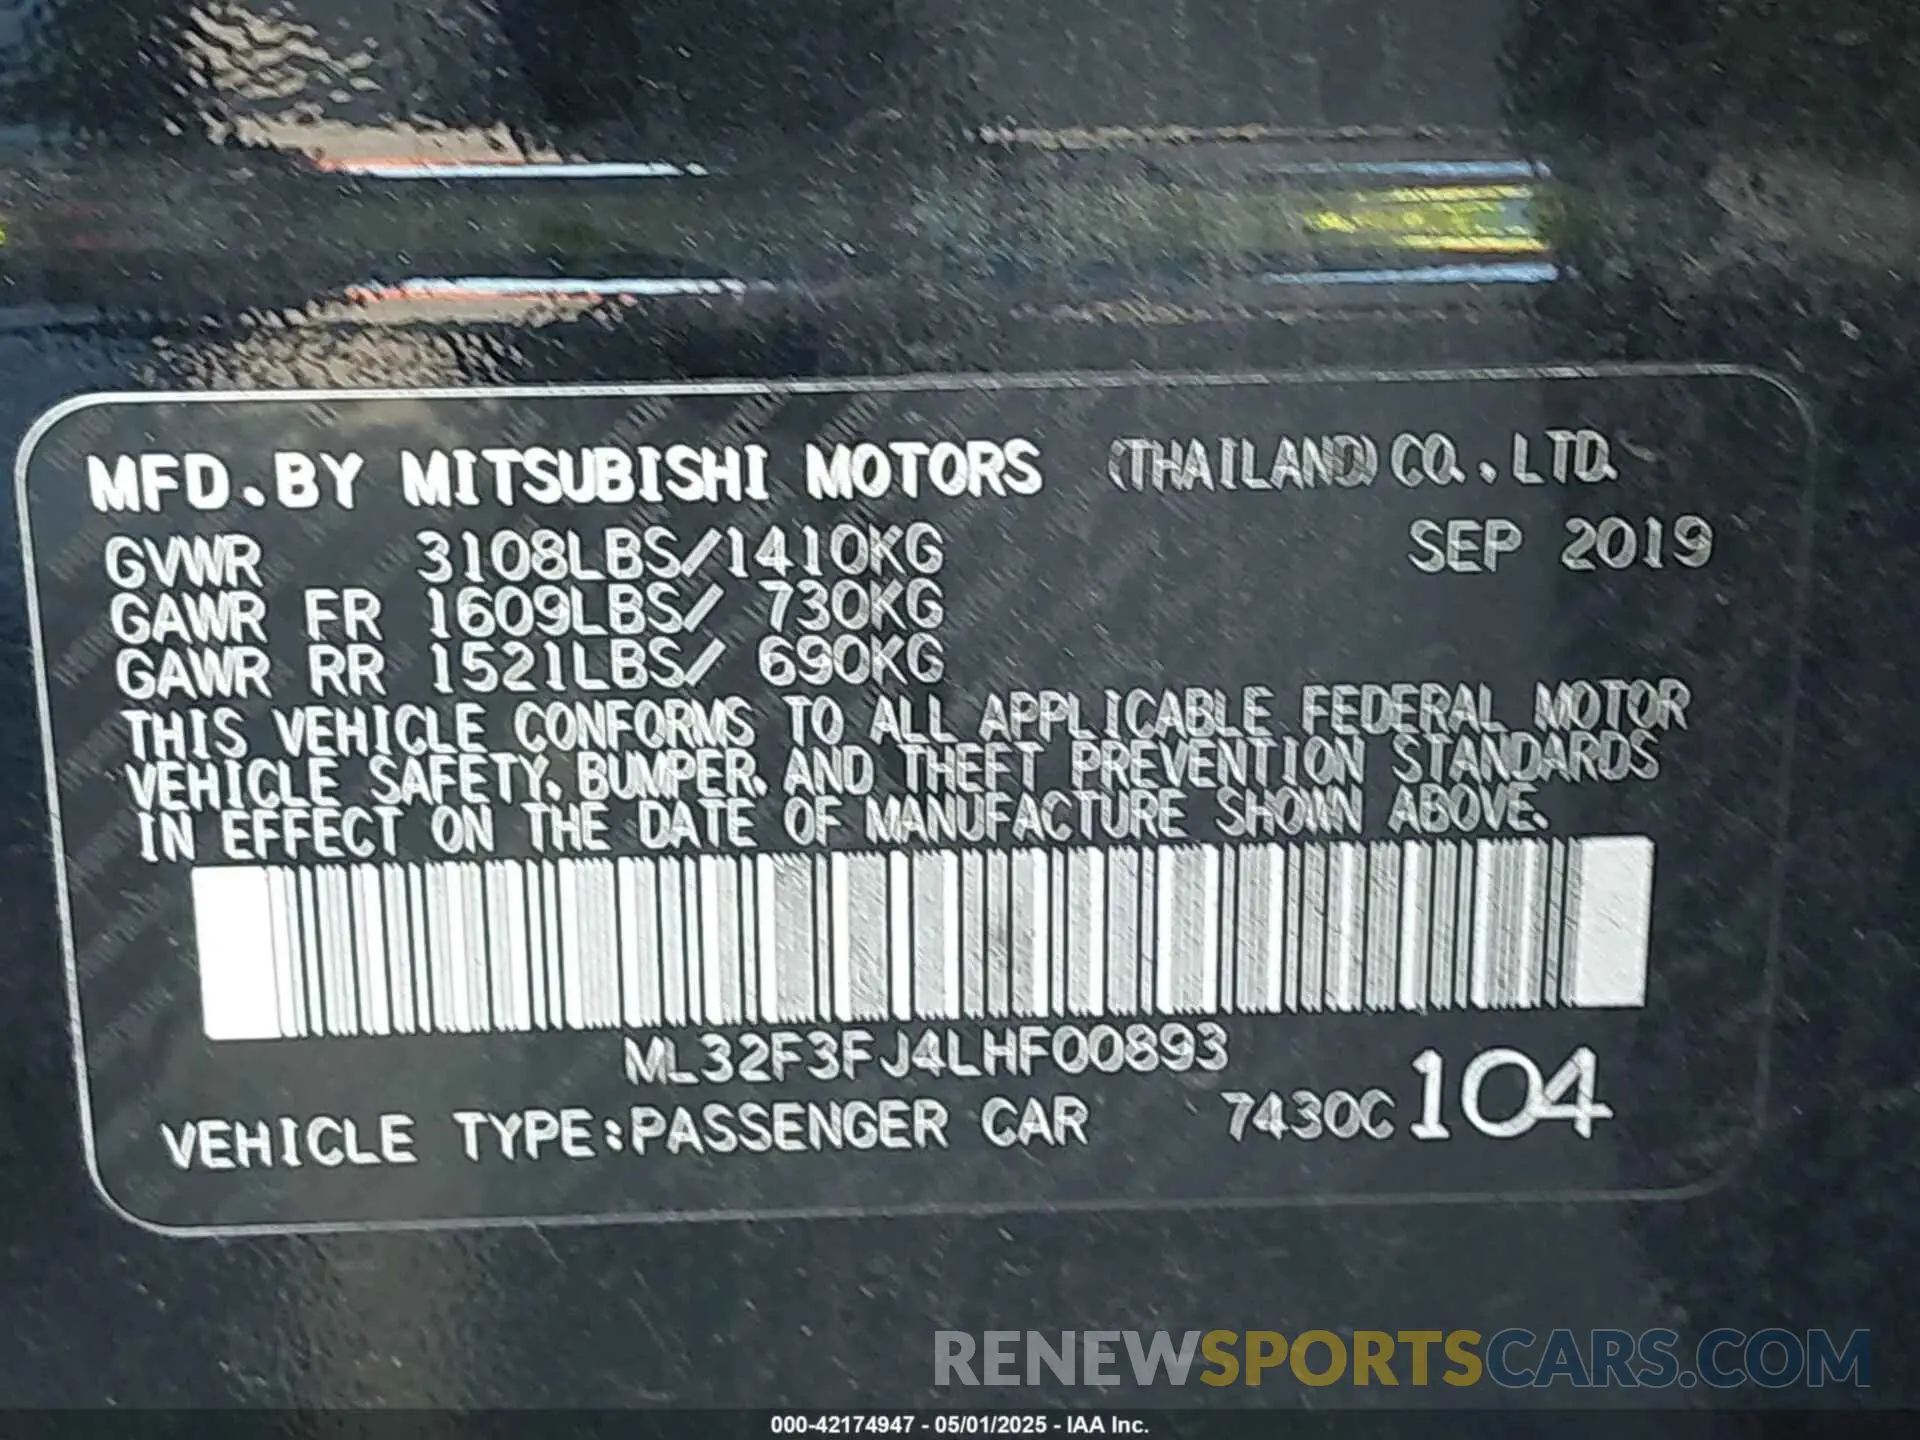 MFD.BY MITSUBISHI MOTORS (THAILAND) CO., LTD.
GVWR 3108LBS/1410KG SEP 2019
GAWR FR 1609LBS/ 730KG
GAWR RR 1521LBS/ 690KG
THIS VEHICLE CONFORMS TO ALL APPLICABLE FEDERAL MOTOR
VEHICLE SAFETY, BUMPER, AND THEFT PREVENTION STANDARDS
IN EFFECT ON THE DATE OF MANUFACTURE SHOWN ABOVE.
ML32F3FJ4LHF00893
VEHICLE TYPE:PASSENGER CAR 7430C 104
RENEWSPORTSCARS.COM
000-42174947 - 05/01/2025 - IAA Inc.